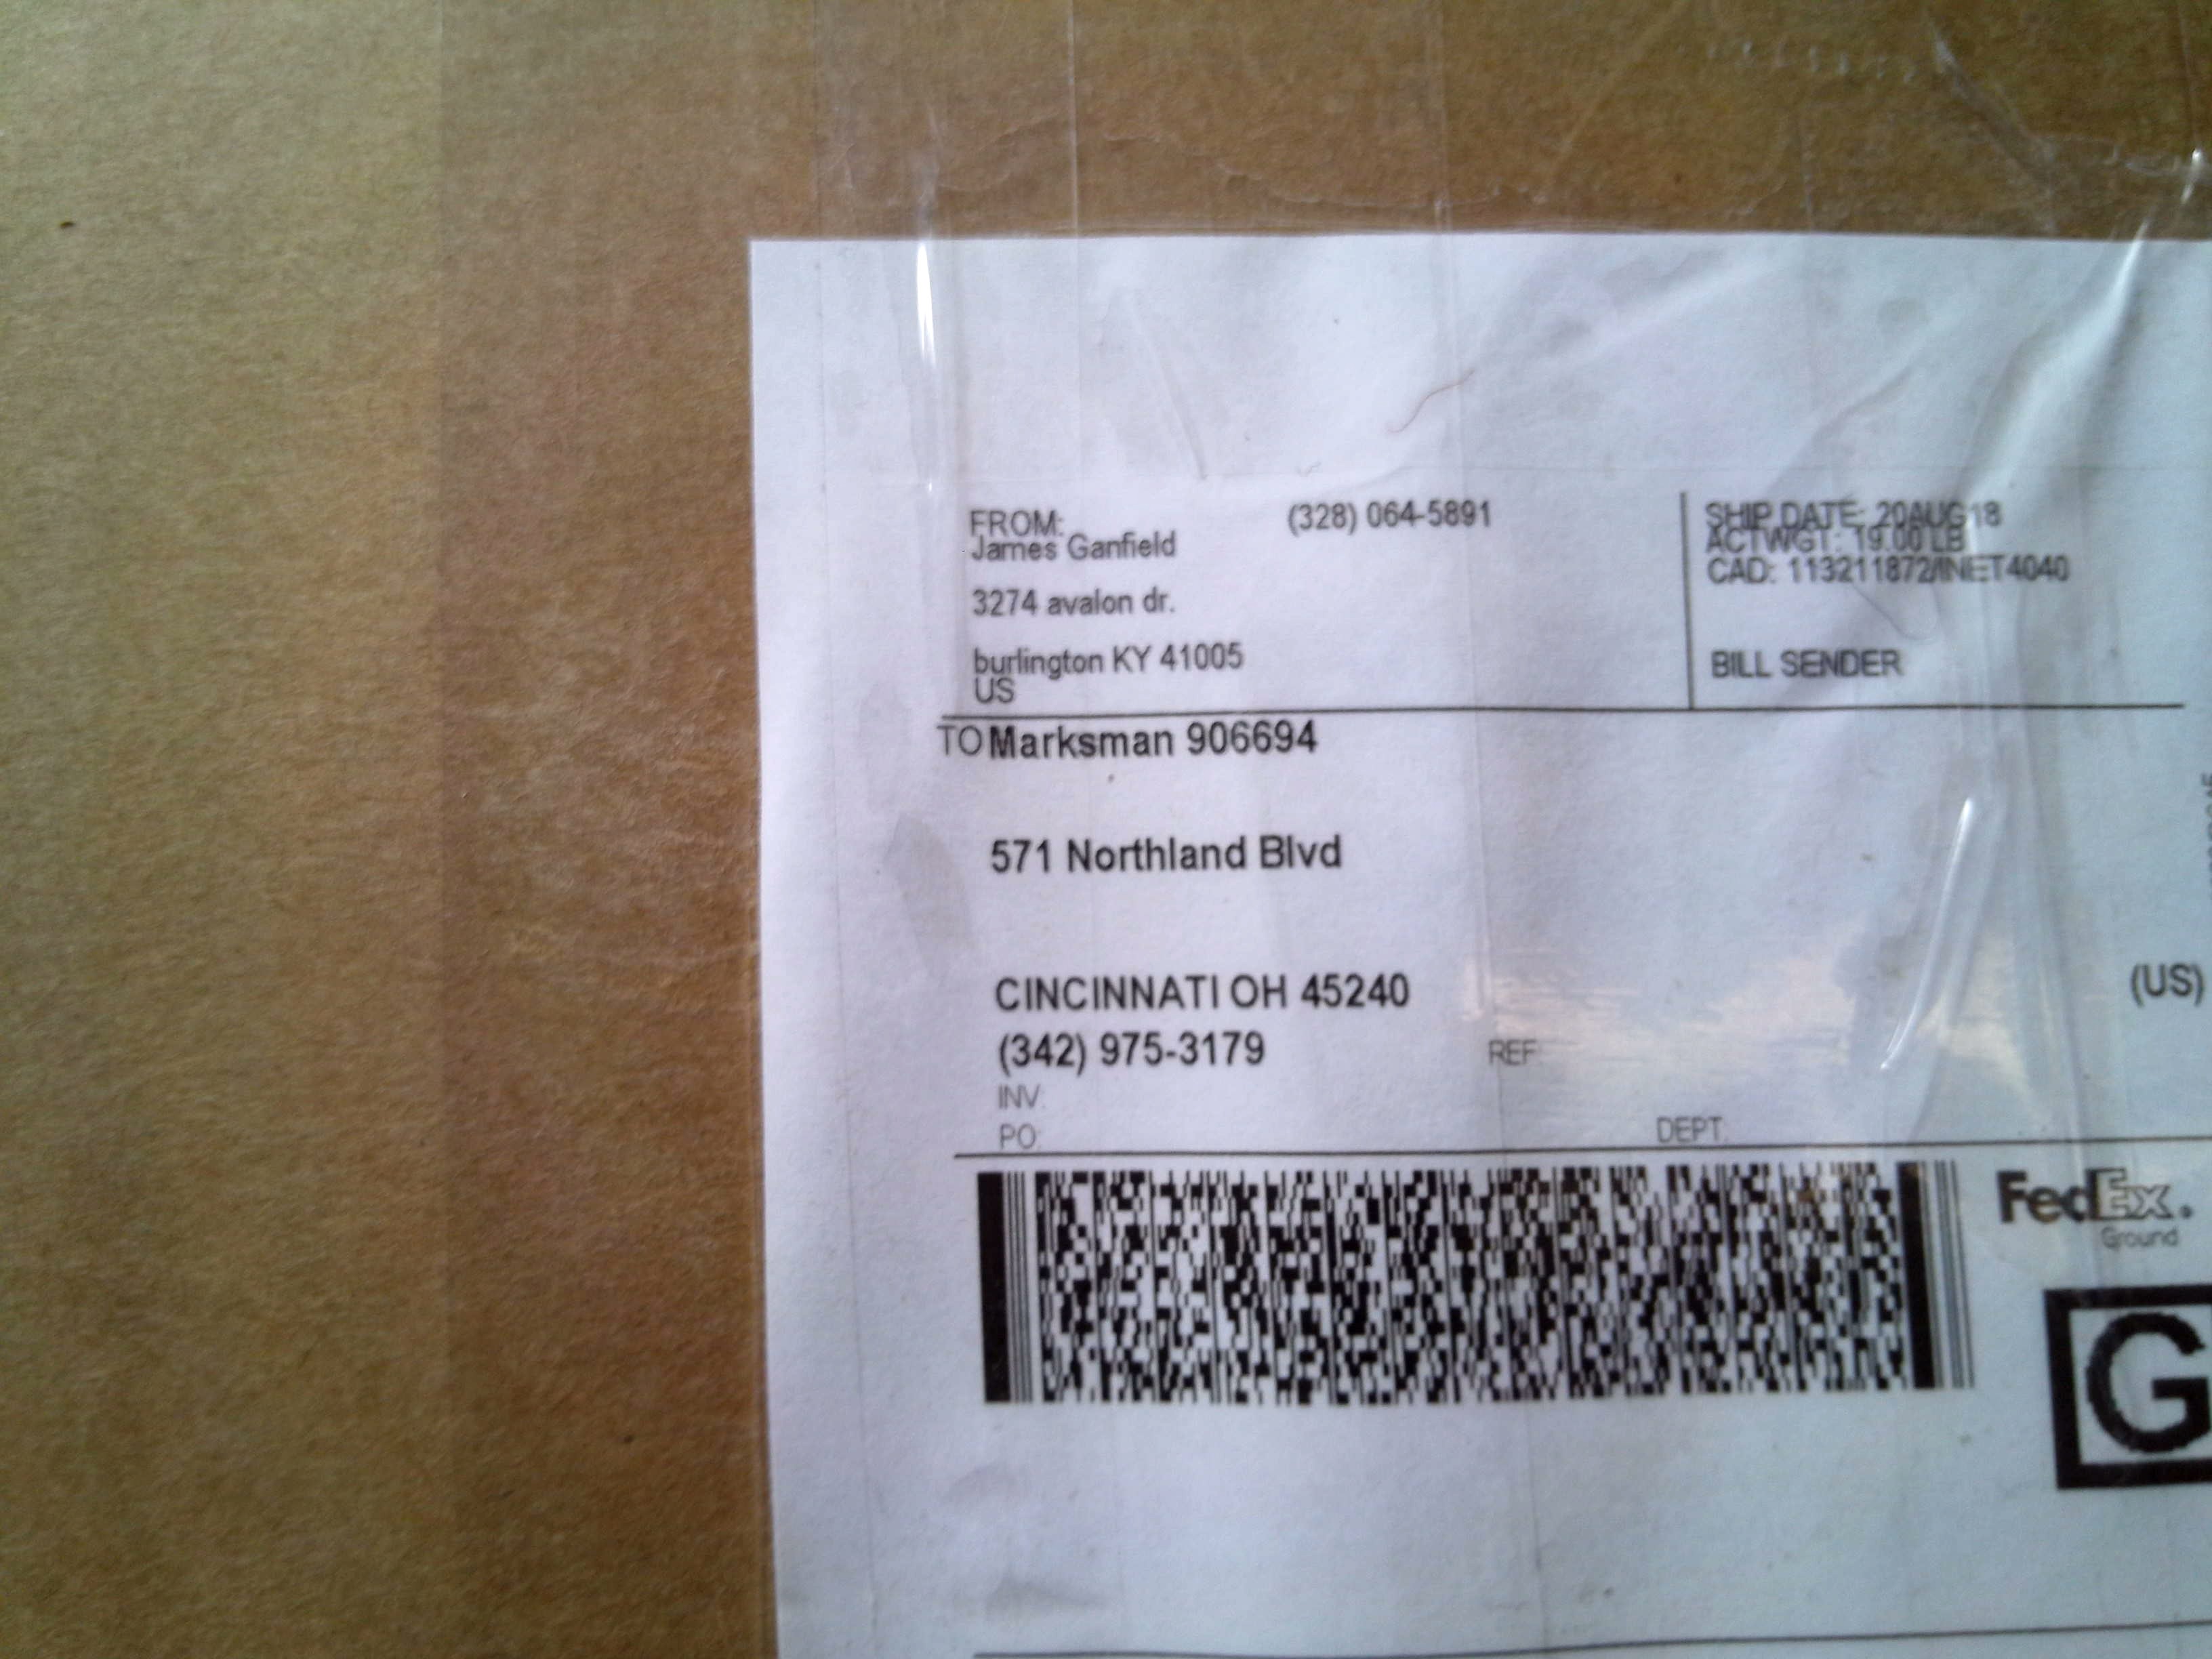 FROM: (328) 064-5891
James Ganfield
3274 avalon dr.
burlington KY 41005
US
SHIP DATE: 20AUG18
ACTWGT: 19.00 LB
CAD: 113211872/INET4040
BILL SENDER
TO Marksman 906694
571 Northland Blvd
CINCINNATI OH 45240
(US)
(342) 975-3179
REF:
INV:
PO:
DEPT:
FedEx.
Ground
G